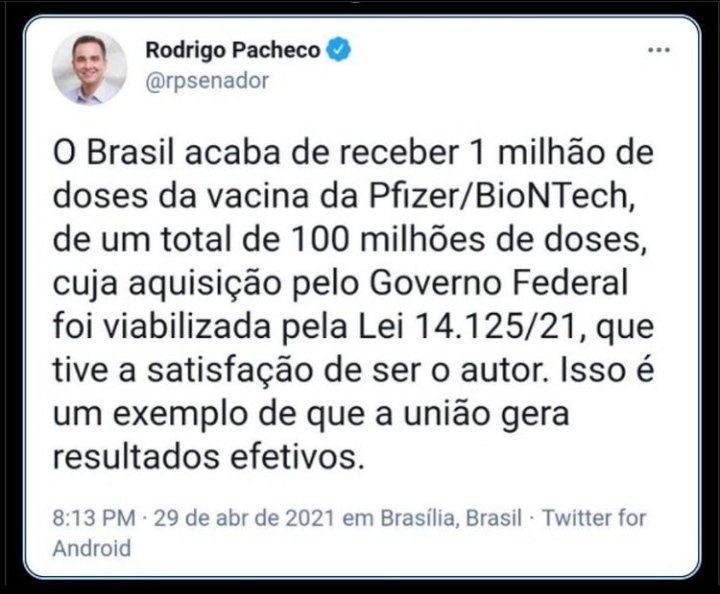 Rodrigo Pacheco
@rpsenador
O Brasil acaba de receber 1 milhão de
doses da vacina da Pfizer/BioNTech,
de um total de 100 milhões de doses,
cuja aquisição pelo Governo Federal
foi viabilizada pela Lei 14.125/21, que
tive a satisfação de ser o autor. Isso é
um exemplo de que a união gera
resultados efetivos.
8:13 PM · 29 de abr de 2021 em Brasília, Brasil · Twitter for
Android